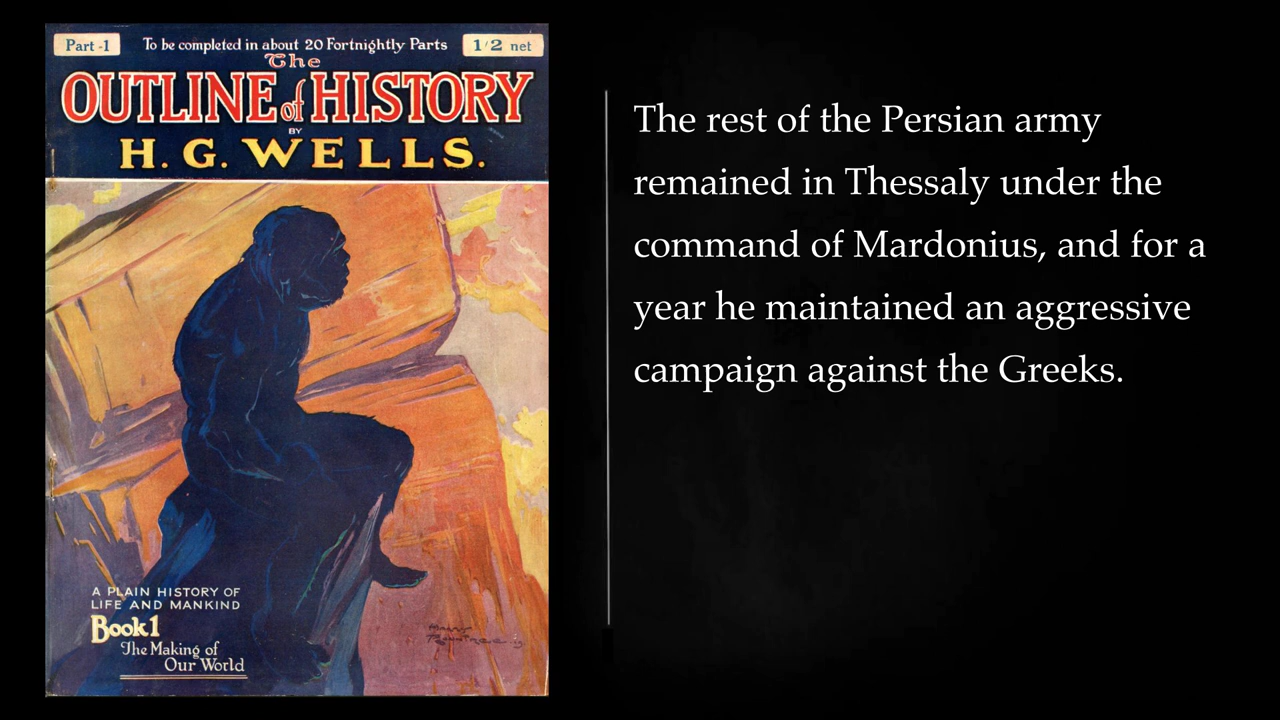 Part -1
To be completed in about 20 Fortnightly Parts
1/2 net
The
OUTLINE of HISTORY
BY
H. G. WELLS.
A PLAIN HISTORY OF
LIFE AND MANKIND
Book 1
The Making of
Our World
The rest of the Persian army
remained in Thessaly under the
command of Mardonius, and for a
year he maintained an aggressive
campaign against the Greeks.